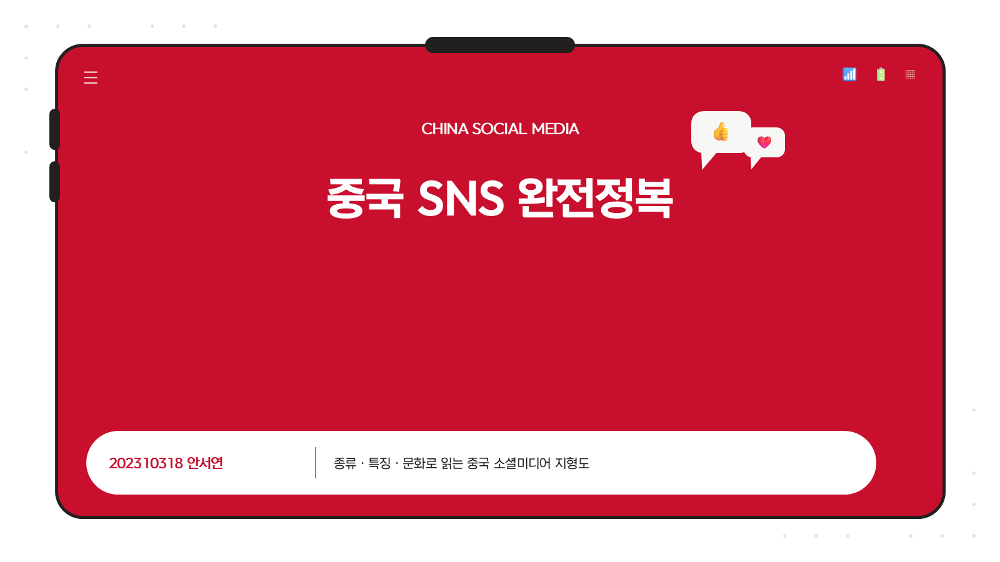 CHINA SOCIAL MEDIA
중국 SNS 완전정복
202310318 안서연
종류 · 특징 · 문화로 읽는 중국 소셜미디어 지형도